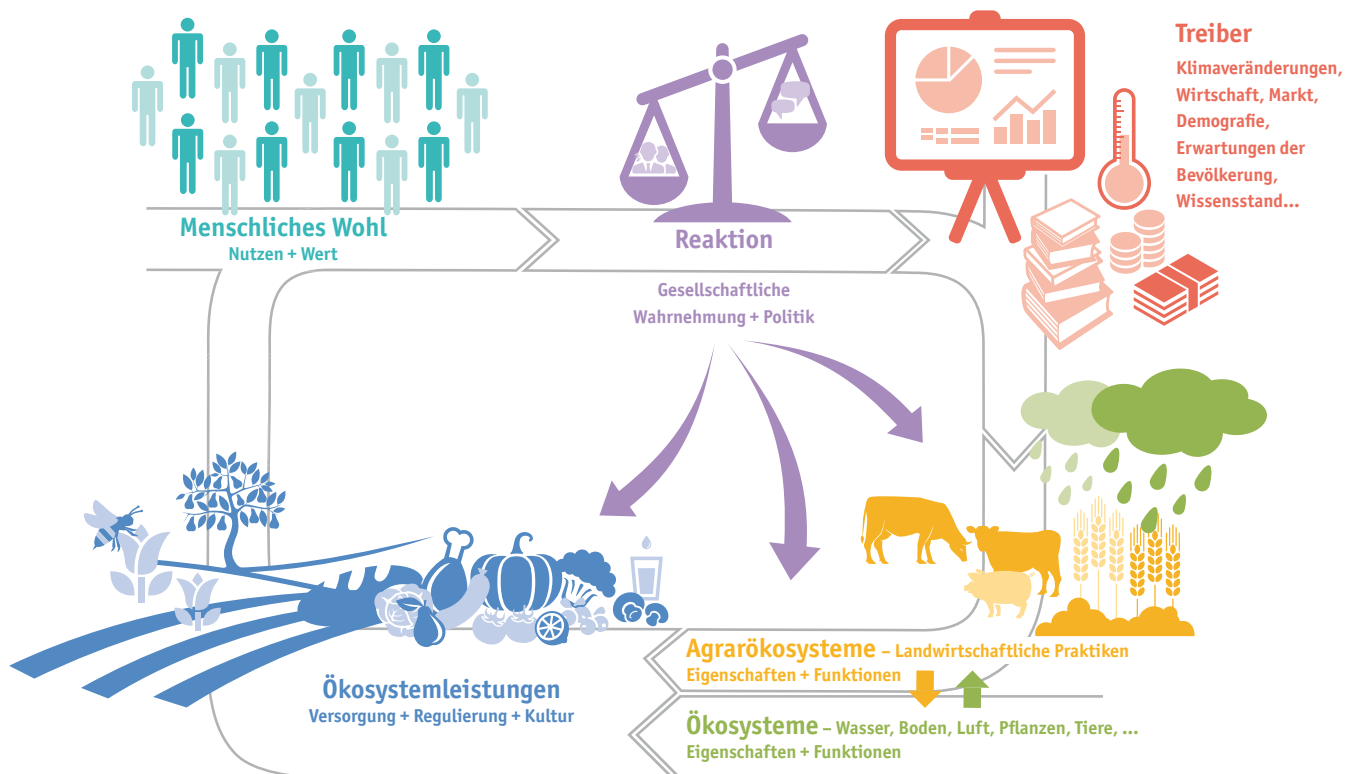 Treiber
Klimaveränderungen,
Wirtschaft, Markt,
Demografie,
Erwartungen der
Bevölkerung,
Wissensstand...
Menschliches Wohl
Nutzen + Wert
Reaktion
Gesellschaftliche
Wahrnehmung + Politik
Agrarökosysteme – Landwirtschaftliche Praktiken
Eigenschaften + Funktionen
Ökosystemleistungen
Versorgung + Regulierung + Kultur
Ökosysteme – Wasser, Boden, Luft, Pflanzen, Tiere, ...
Eigenschaften + Funktionen